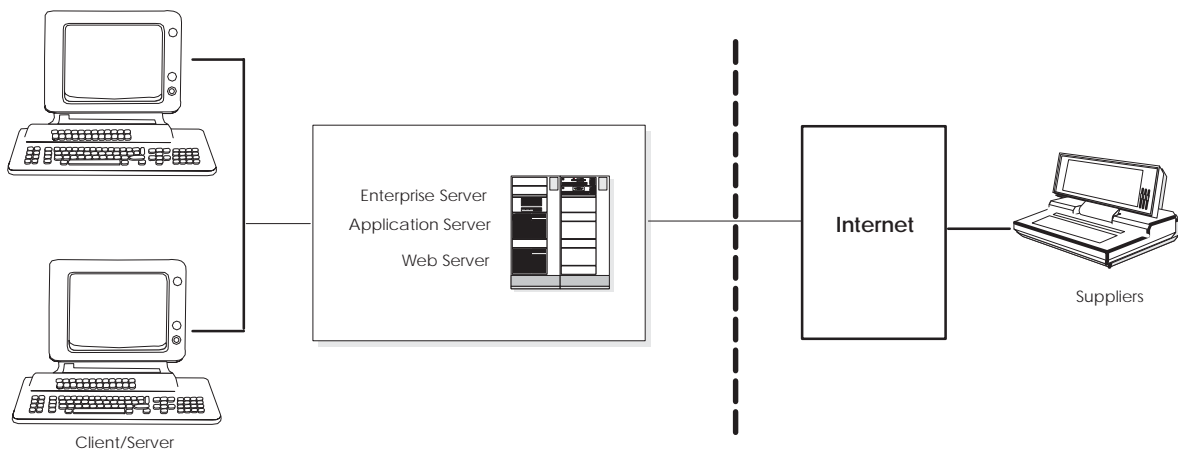 Enterprise Server
Application Server
Web Server
Internet
Suppliers
Client/Server